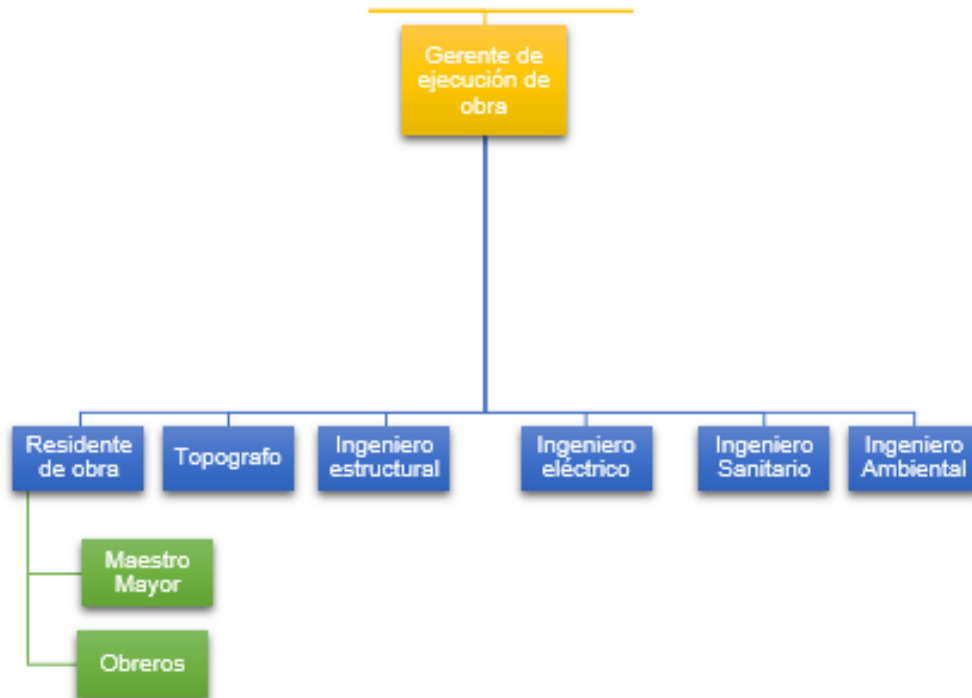 Gerente de
ejecución de
obra
Residente
de obra
Topografo
Ingeniero
estructural
Ingeniero
eléctrico
Ingeniero
Sanitario
Ingeniero
Ambiental
Maestro
Mayor
Obreros